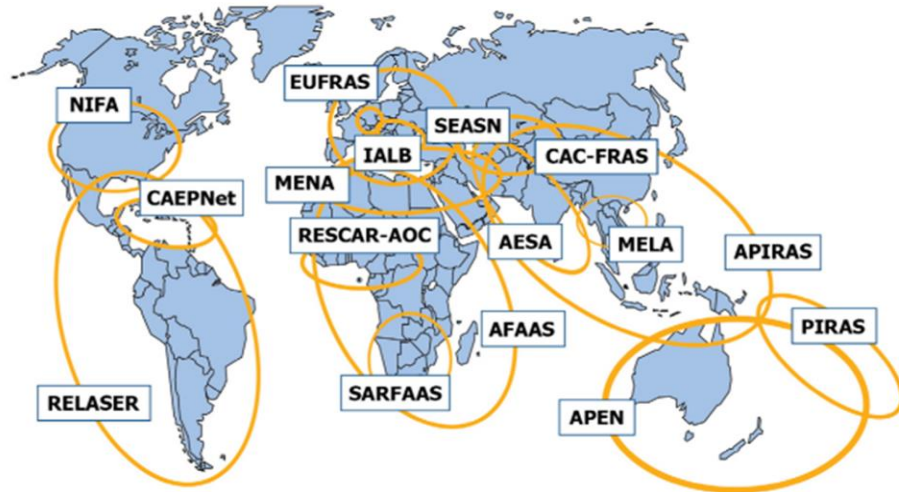 EUFRAS
NIFA
SEASN
IALB
CAC-FRAS
MENA
CAEPNet
RESCAR-AOC
AESA
MELA
APIRAS
AFAAS
PIRAS
SARFAAS
RELASER
APEN